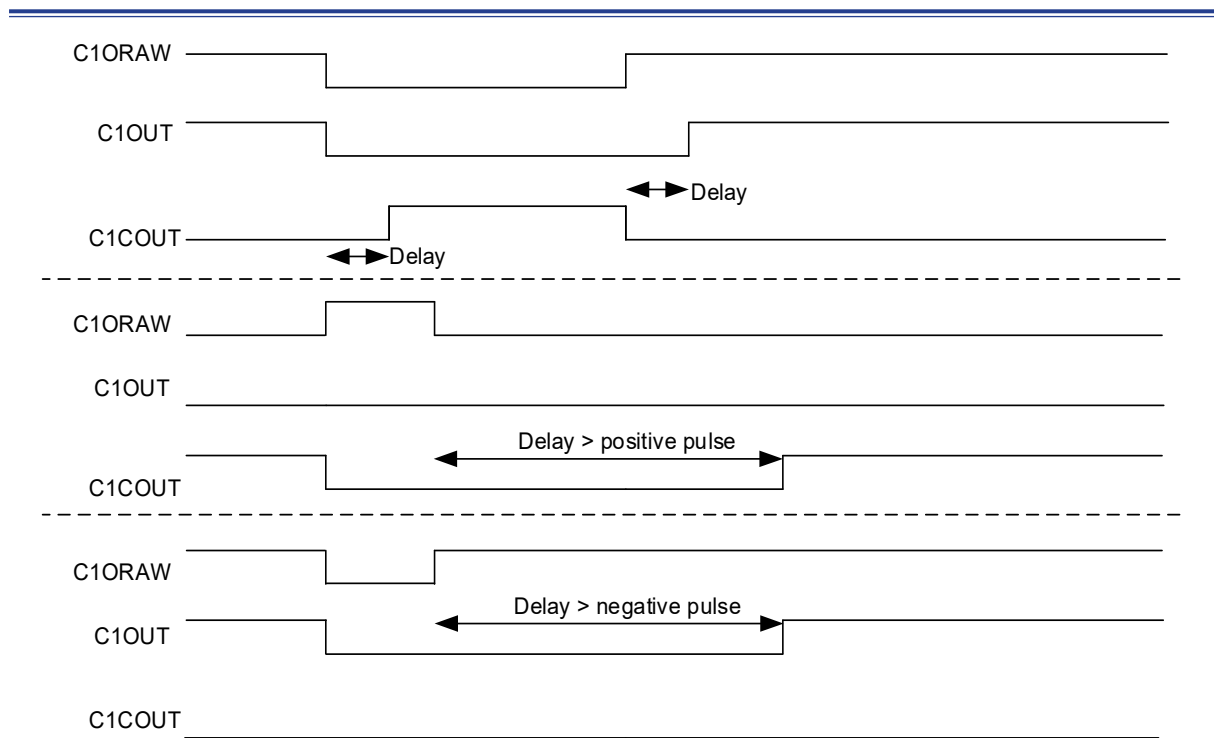 C1ORAW
C1OUT
Delay
C1COUT
Delay
C1ORAW
C1OUT
Delay > positive pulse
C1COUT
C1ORAW
Delay > negative pulse
C1OUT
C1COUT